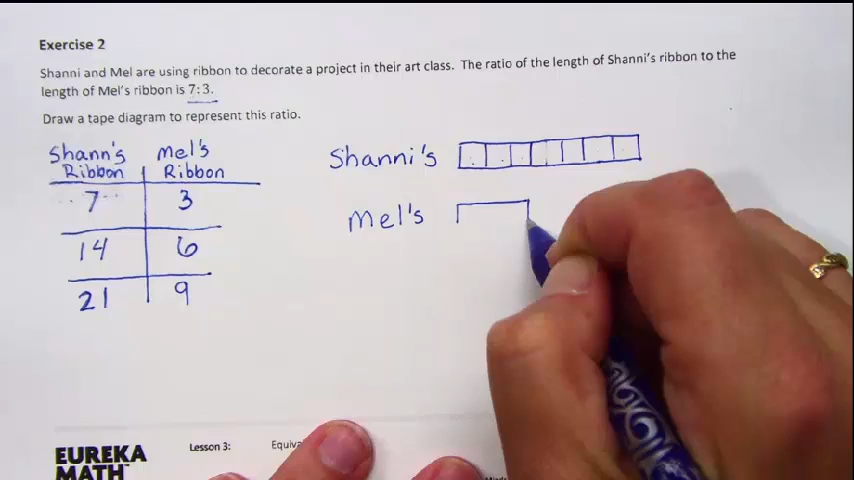 Exercise 2
Shanni and Mel are using ribbon to decorate a project in their art class. The ratio of the length of Shanni's ribbon to the
length of Mel's ribbon is 7:3.
Draw a tape diagram to represent this ratio.
Shann's Mel's
Ribbon Ribbon
7 3
14 6
21 9
Shanni's
Mel's
EUREKA
MATH™
Lesson 3: